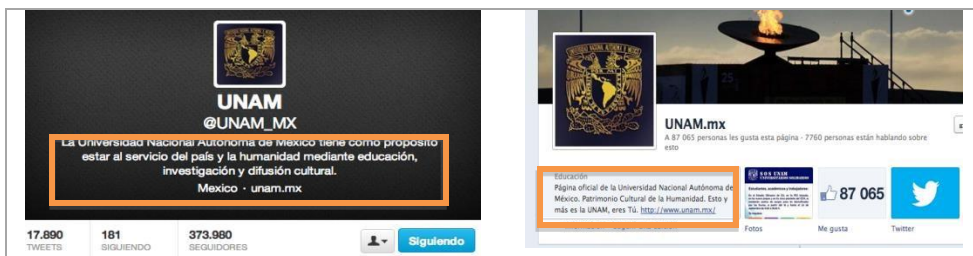 UNAM
@UNAM_MX
La Universidad Nacional Autónoma de México tiene como propósito
estar al servicio del país y la humanidad mediante educación,
investigación y difusión cultural.
Mexico · unam.mx
17.890
TWEETS
181
SIGUIENDO
373.980
SEGUIDORES
Siguiendo
UNAM.mx
A 87 065 personas les gusta esta página · 7760 personas están hablando sobre
esto
Educación
Página oficial de la Universidad Nacional Autónoma de
México. Patrimonio Cultural de la Humanidad. Esto y
más es la UNAM, eres Tú. http://www.unam.mx/
SOS UNAM
87 065
Fotos
Me gusta
Twitter